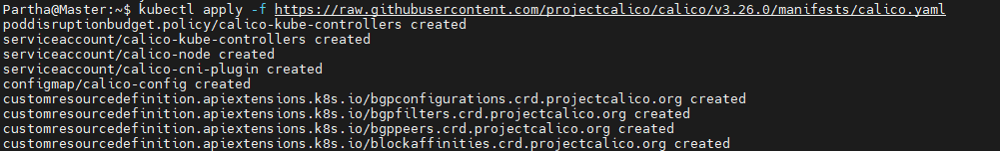 Partha@Master:~$ kubectl apply -f https://raw.githubusercontent.com/projectcalico/calico/v3.26.0/manifests/calico.yaml
poddisruptionbudget.policy/calico-kube-controllers created
serviceaccount/calico-kube-controllers created
serviceaccount/calico-node created
serviceaccount/calico-cni-plugin created
configmap/calico-config created
customresourcedefinition.apiextensions.k8s.io/bgpconfigurations.crd.projectcalico.org created
customresourcedefinition.apiextensions.k8s.io/bgpfilters.crd.projectcalico.org created
customresourcedefinition.apiextensions.k8s.io/bgppeers.crd.projectcalico.org created
customresourcedefinition.apiextensions.k8s.io/blockaffinities.crd.projectcalico.org created